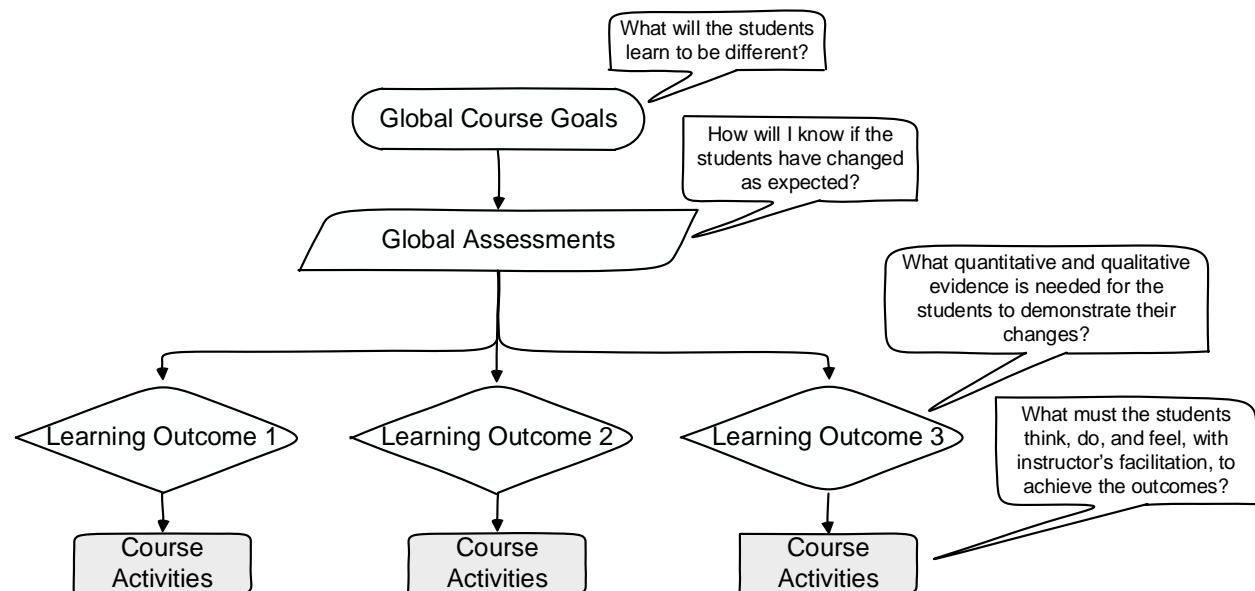 What will the students
learn to be different?
Global Course Goals
How will I know if the
students have changed
as expected?
Global Assessments
What quantitative and qualitative
evidence is needed for the
students to demonstrate their
changes?
Learning Outcome 1
Learning Outcome 2
Learning Outcome 3
What must the students
think, do, and feel, with
instructor's facilitation, to
achieve the outcomes?
Course
Activities
Course
Activities
Course
Activities